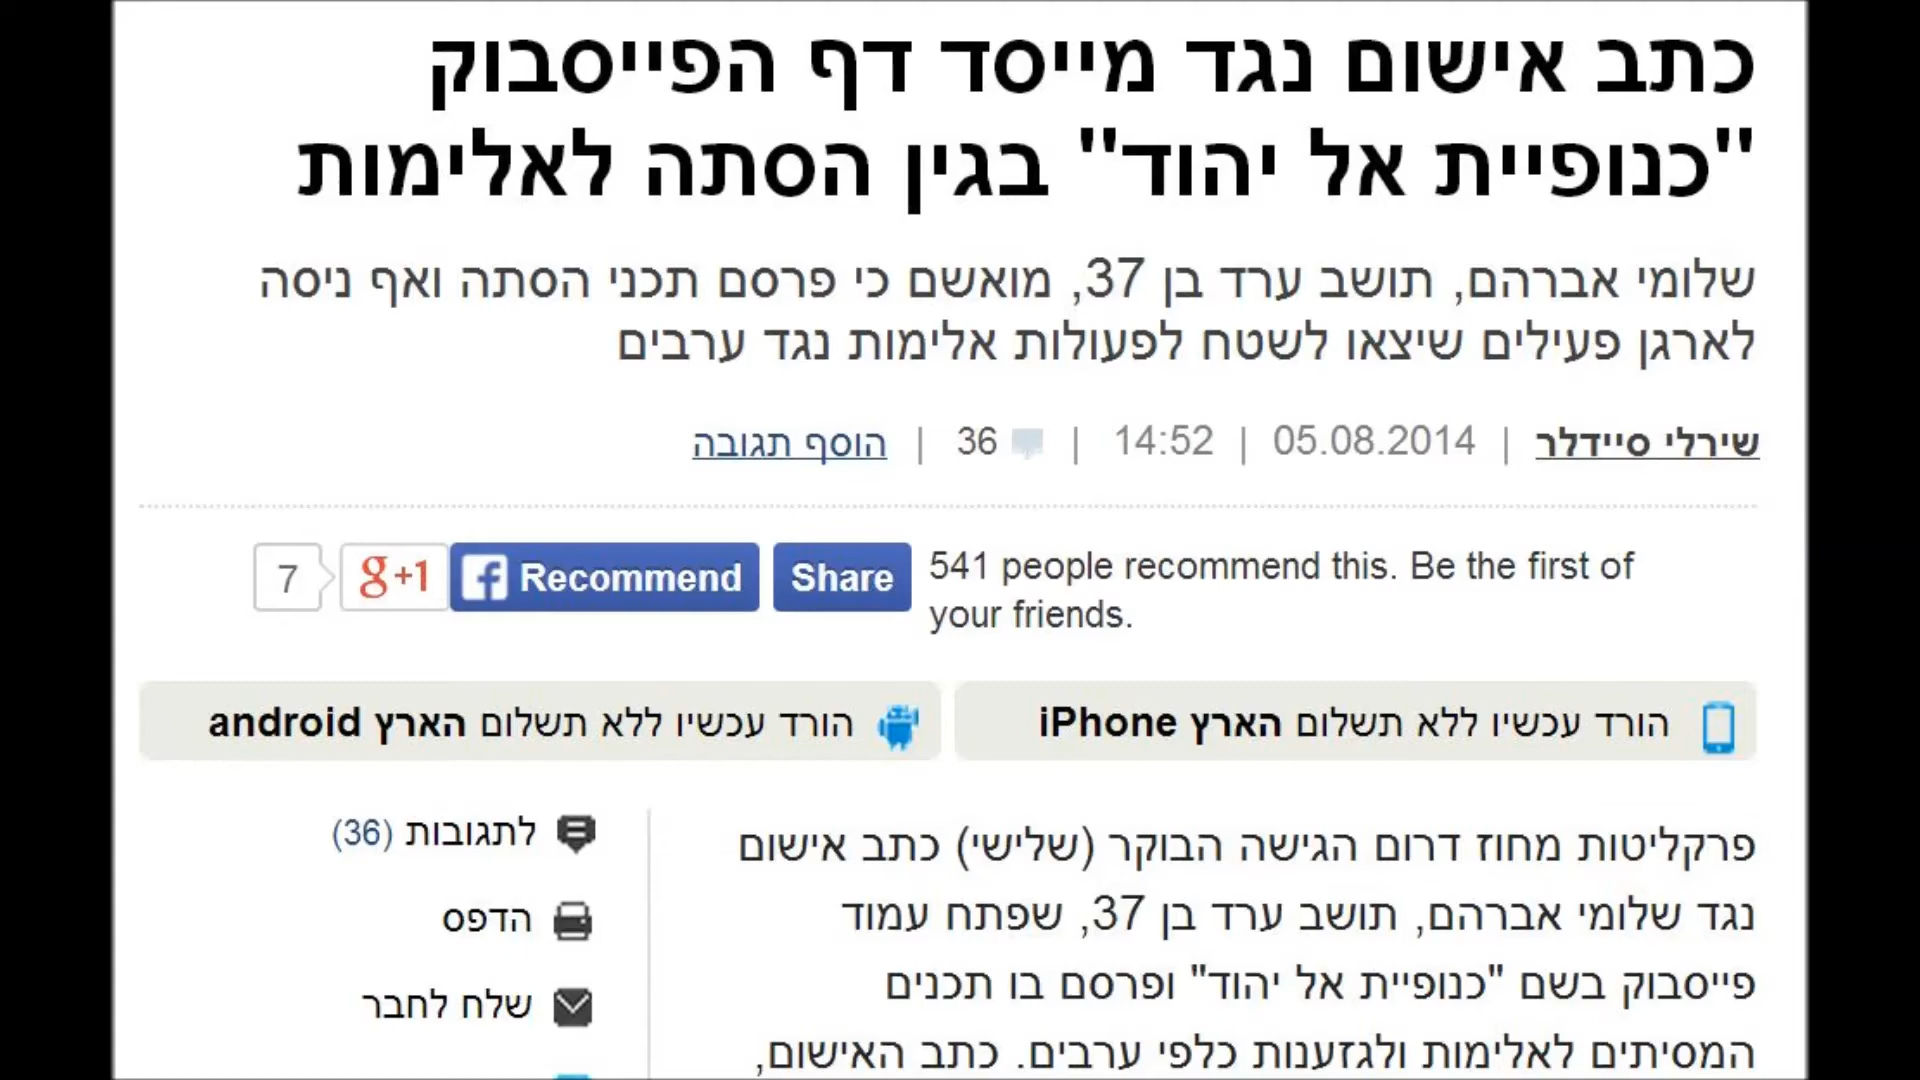 כתב אישום נגד מייסד דף הפייסבוק
"כנופיית אל יהוד" בגין הסתה לאלימות
שלומי אברהם, תושב ערד בן 37, מואשם כי פרסם תכני הסתה ואף ניסה
לארגן פעילים שיצאו לשטח לפעולות אלימות נגד ערבים
שירלי סיידלר | 05.08.2014 | 14:52 | 36 | הוסף תגובה
7 g+1 Recommend Share 541 people recommend this. Be the first of
your friends.
הורד עכשיו ללא תשלום הארץ iPhone
הורד עכשיו ללא תשלום הארץ android
פרקליטות מחוז דרום הגישה הבוקר (שלישי) כתב אישום
נגד שלומי אברהם, תושב ערד בן 37, שפתח עמוד
פייסבוק בשם "כנופיית אל יהוד" ופרסם בו תכנים
המסיתים לאלימות ולגזענות כלפי ערבים. כתב האישום,
לתגובות (36)
הדפס
שלח לחבר